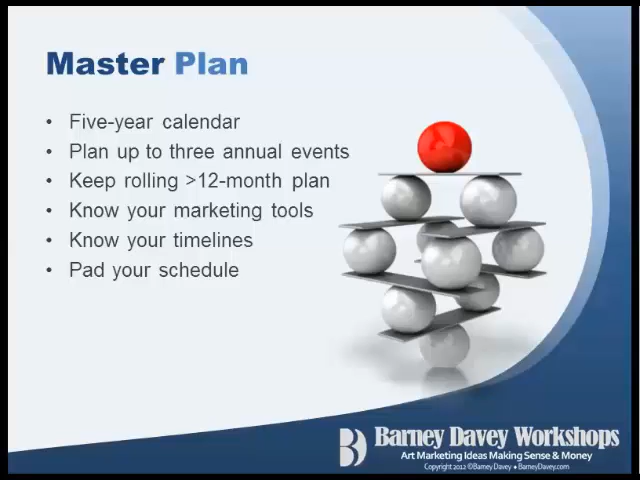 Master Plan
• Five-year calendar
• Plan up to three annual events
• Keep rolling >12-month plan
• Know your marketing tools
• Know your timelines
• Pad your schedule
Barney Davey Workshops
Art Marketing Ideas Making Sense & Money
Copyright 2012 ©Barney Davey ♦ BarneyDavey.com